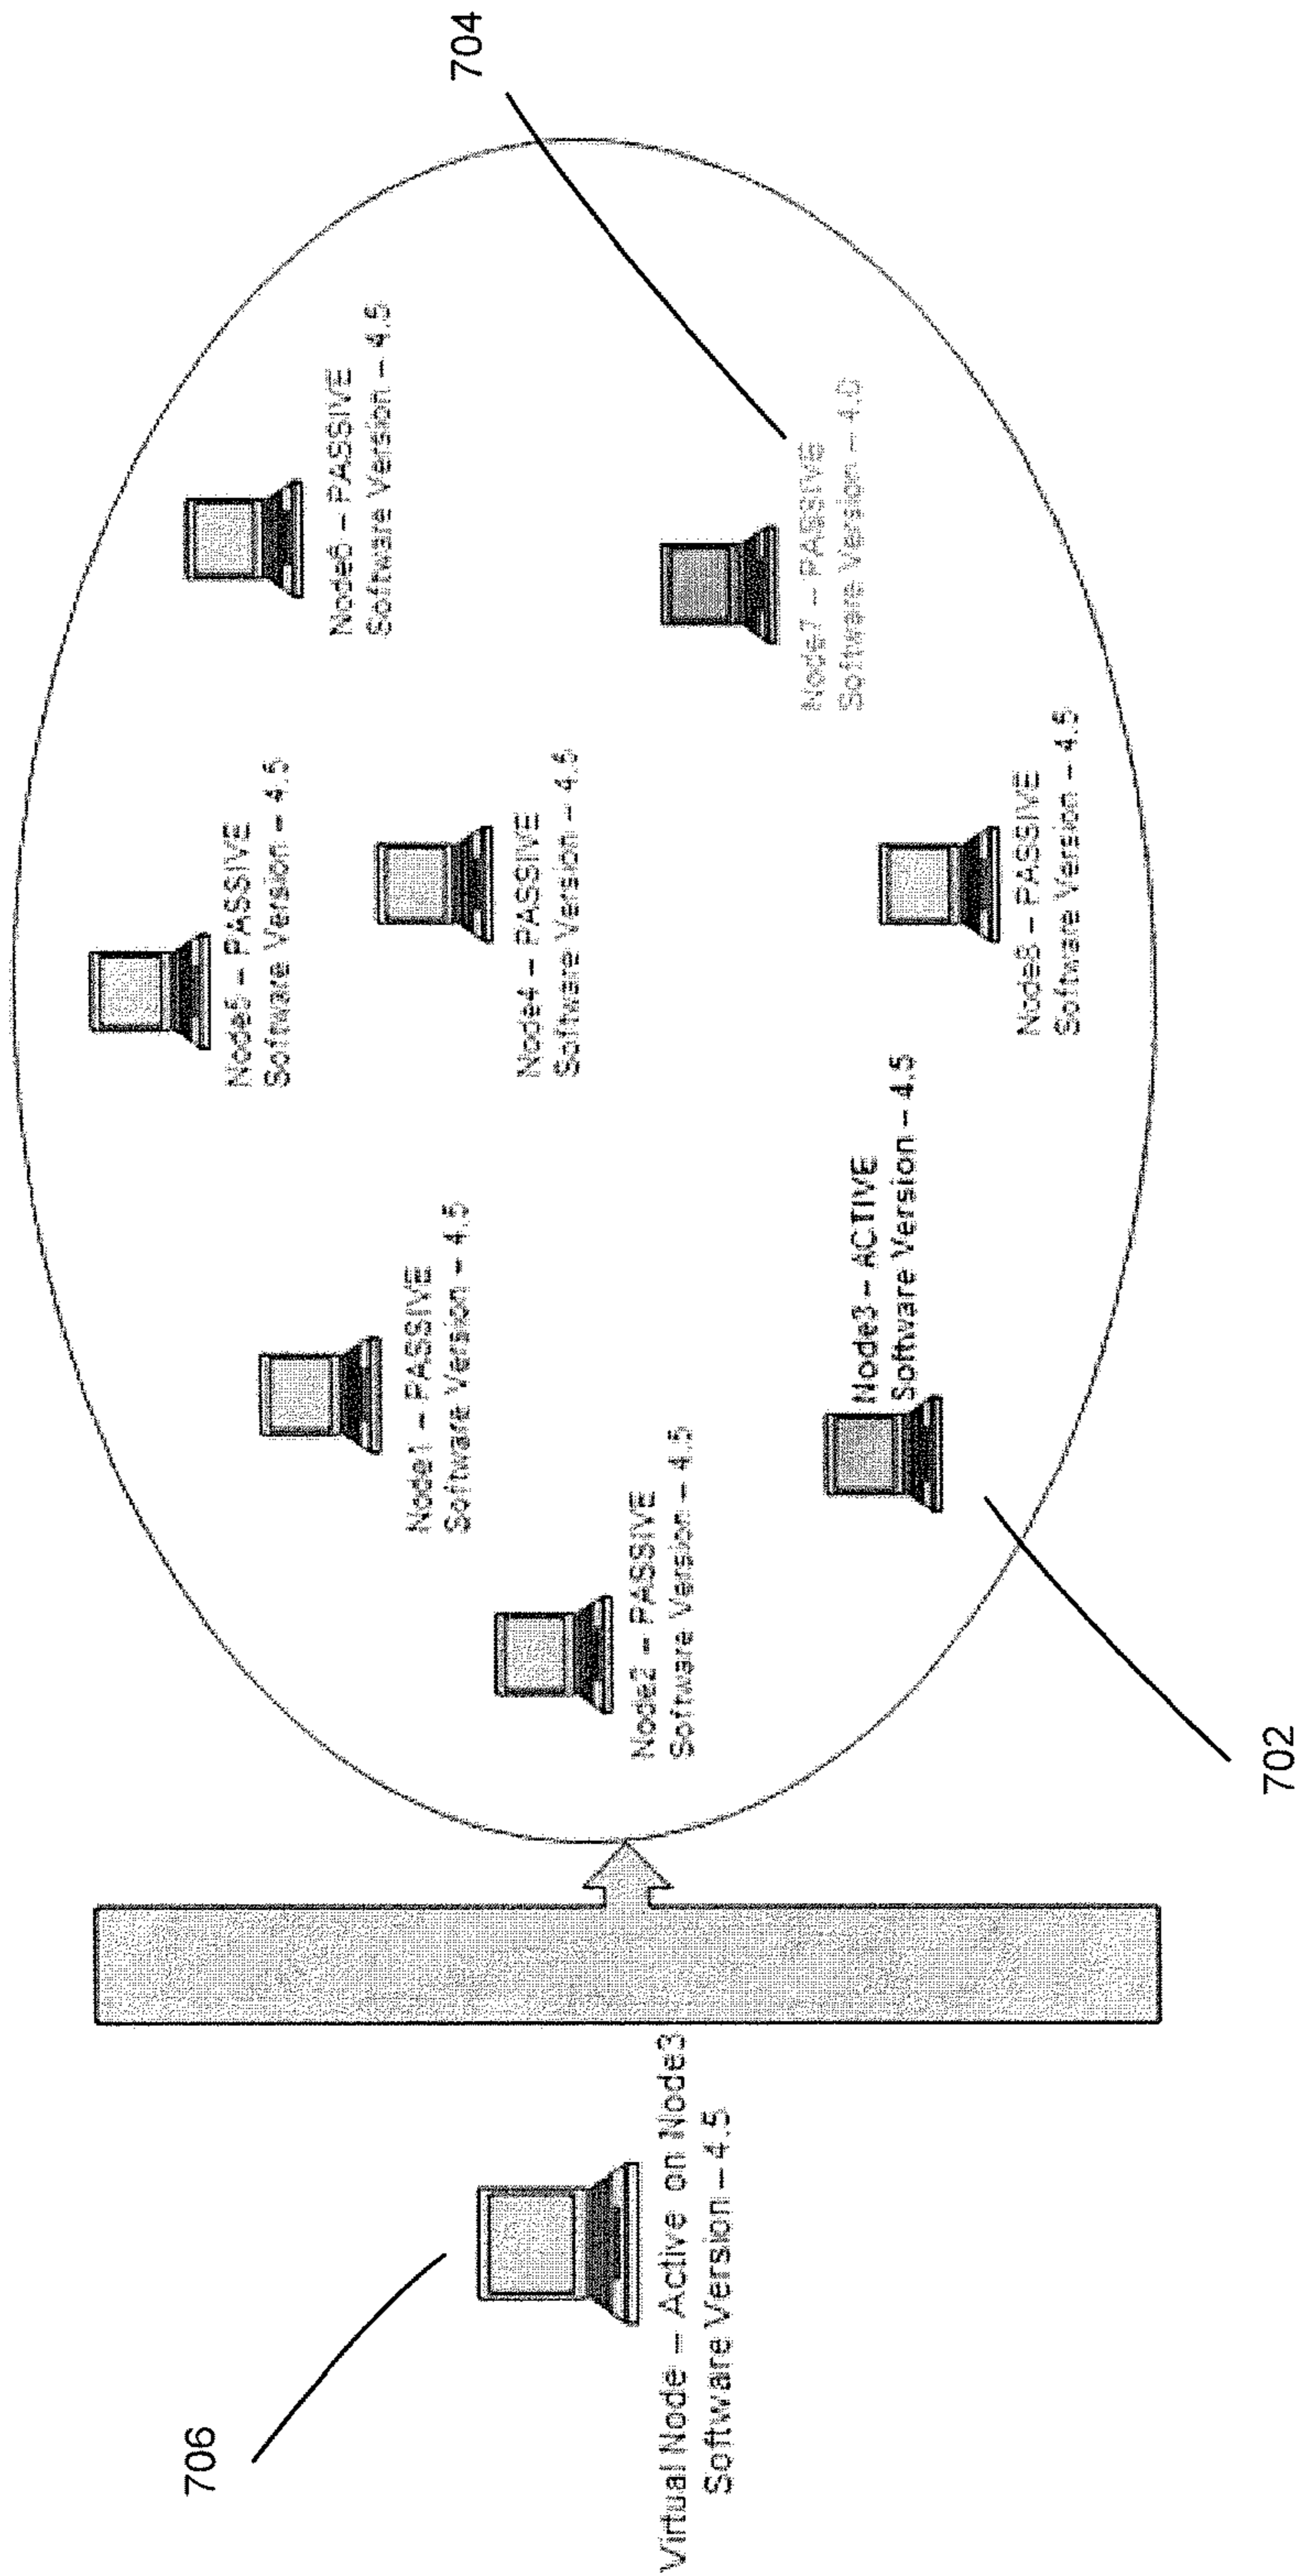 704
Node5 – PASSIVE
Software Version – 4.5
Node6 – PASSIVE
Software Version – 4.5
Node1 – PASSIVE
Software Version – 4.5
Node4 – PASSIVE
Software Version – 4.5
Node2 – PASSIVE
Software Version – 4.5
Node7 – PASSIVE
Software Version – 4.0
Node3 – ACTIVE
Software Version – 4.5
Node8 – PASSIVE
Software Version – 4.5
706
Virtual Node – Active on Node3
Software Version – 4.5
702